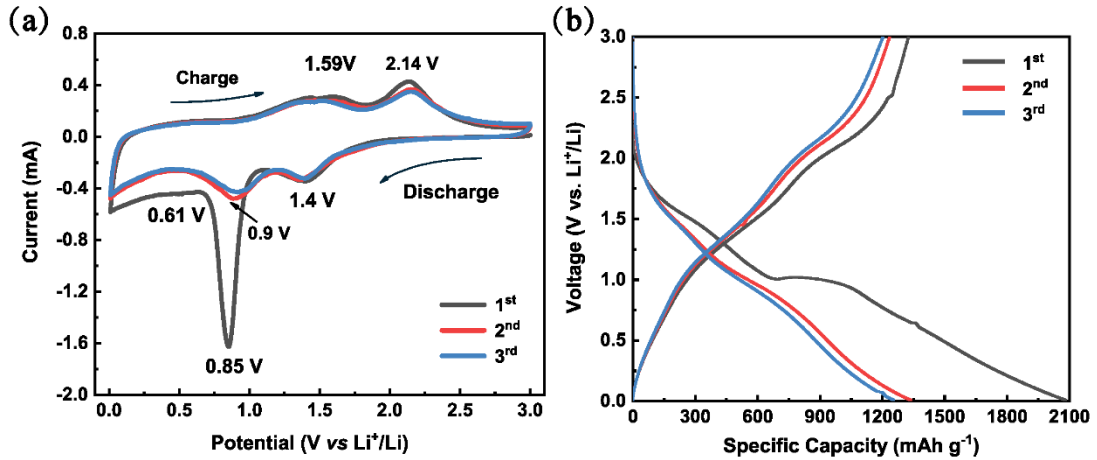 (a)
0.8
0.4
0.0
-0.4
-0.8
-1.2
-1.6
-2.0
Current (mA)
Charge
1.59V
2.14 V
Discharge
0.61 V
0.9 V
1.4 V
0.85 V
1st
2nd
3rd
0.0 0.5 1.0 1.5 2.0 2.5 3.0
Potential (V vs Li+/Li)
(b)
3.0
2.5
2.0
1.5
1.0
0.5
0.0
Voltage (V vs. Li+/Li)
1st
2nd
3rd
0 300 600 900 1200 1500 1800 2100
Specific Capacity (mAh g-1)